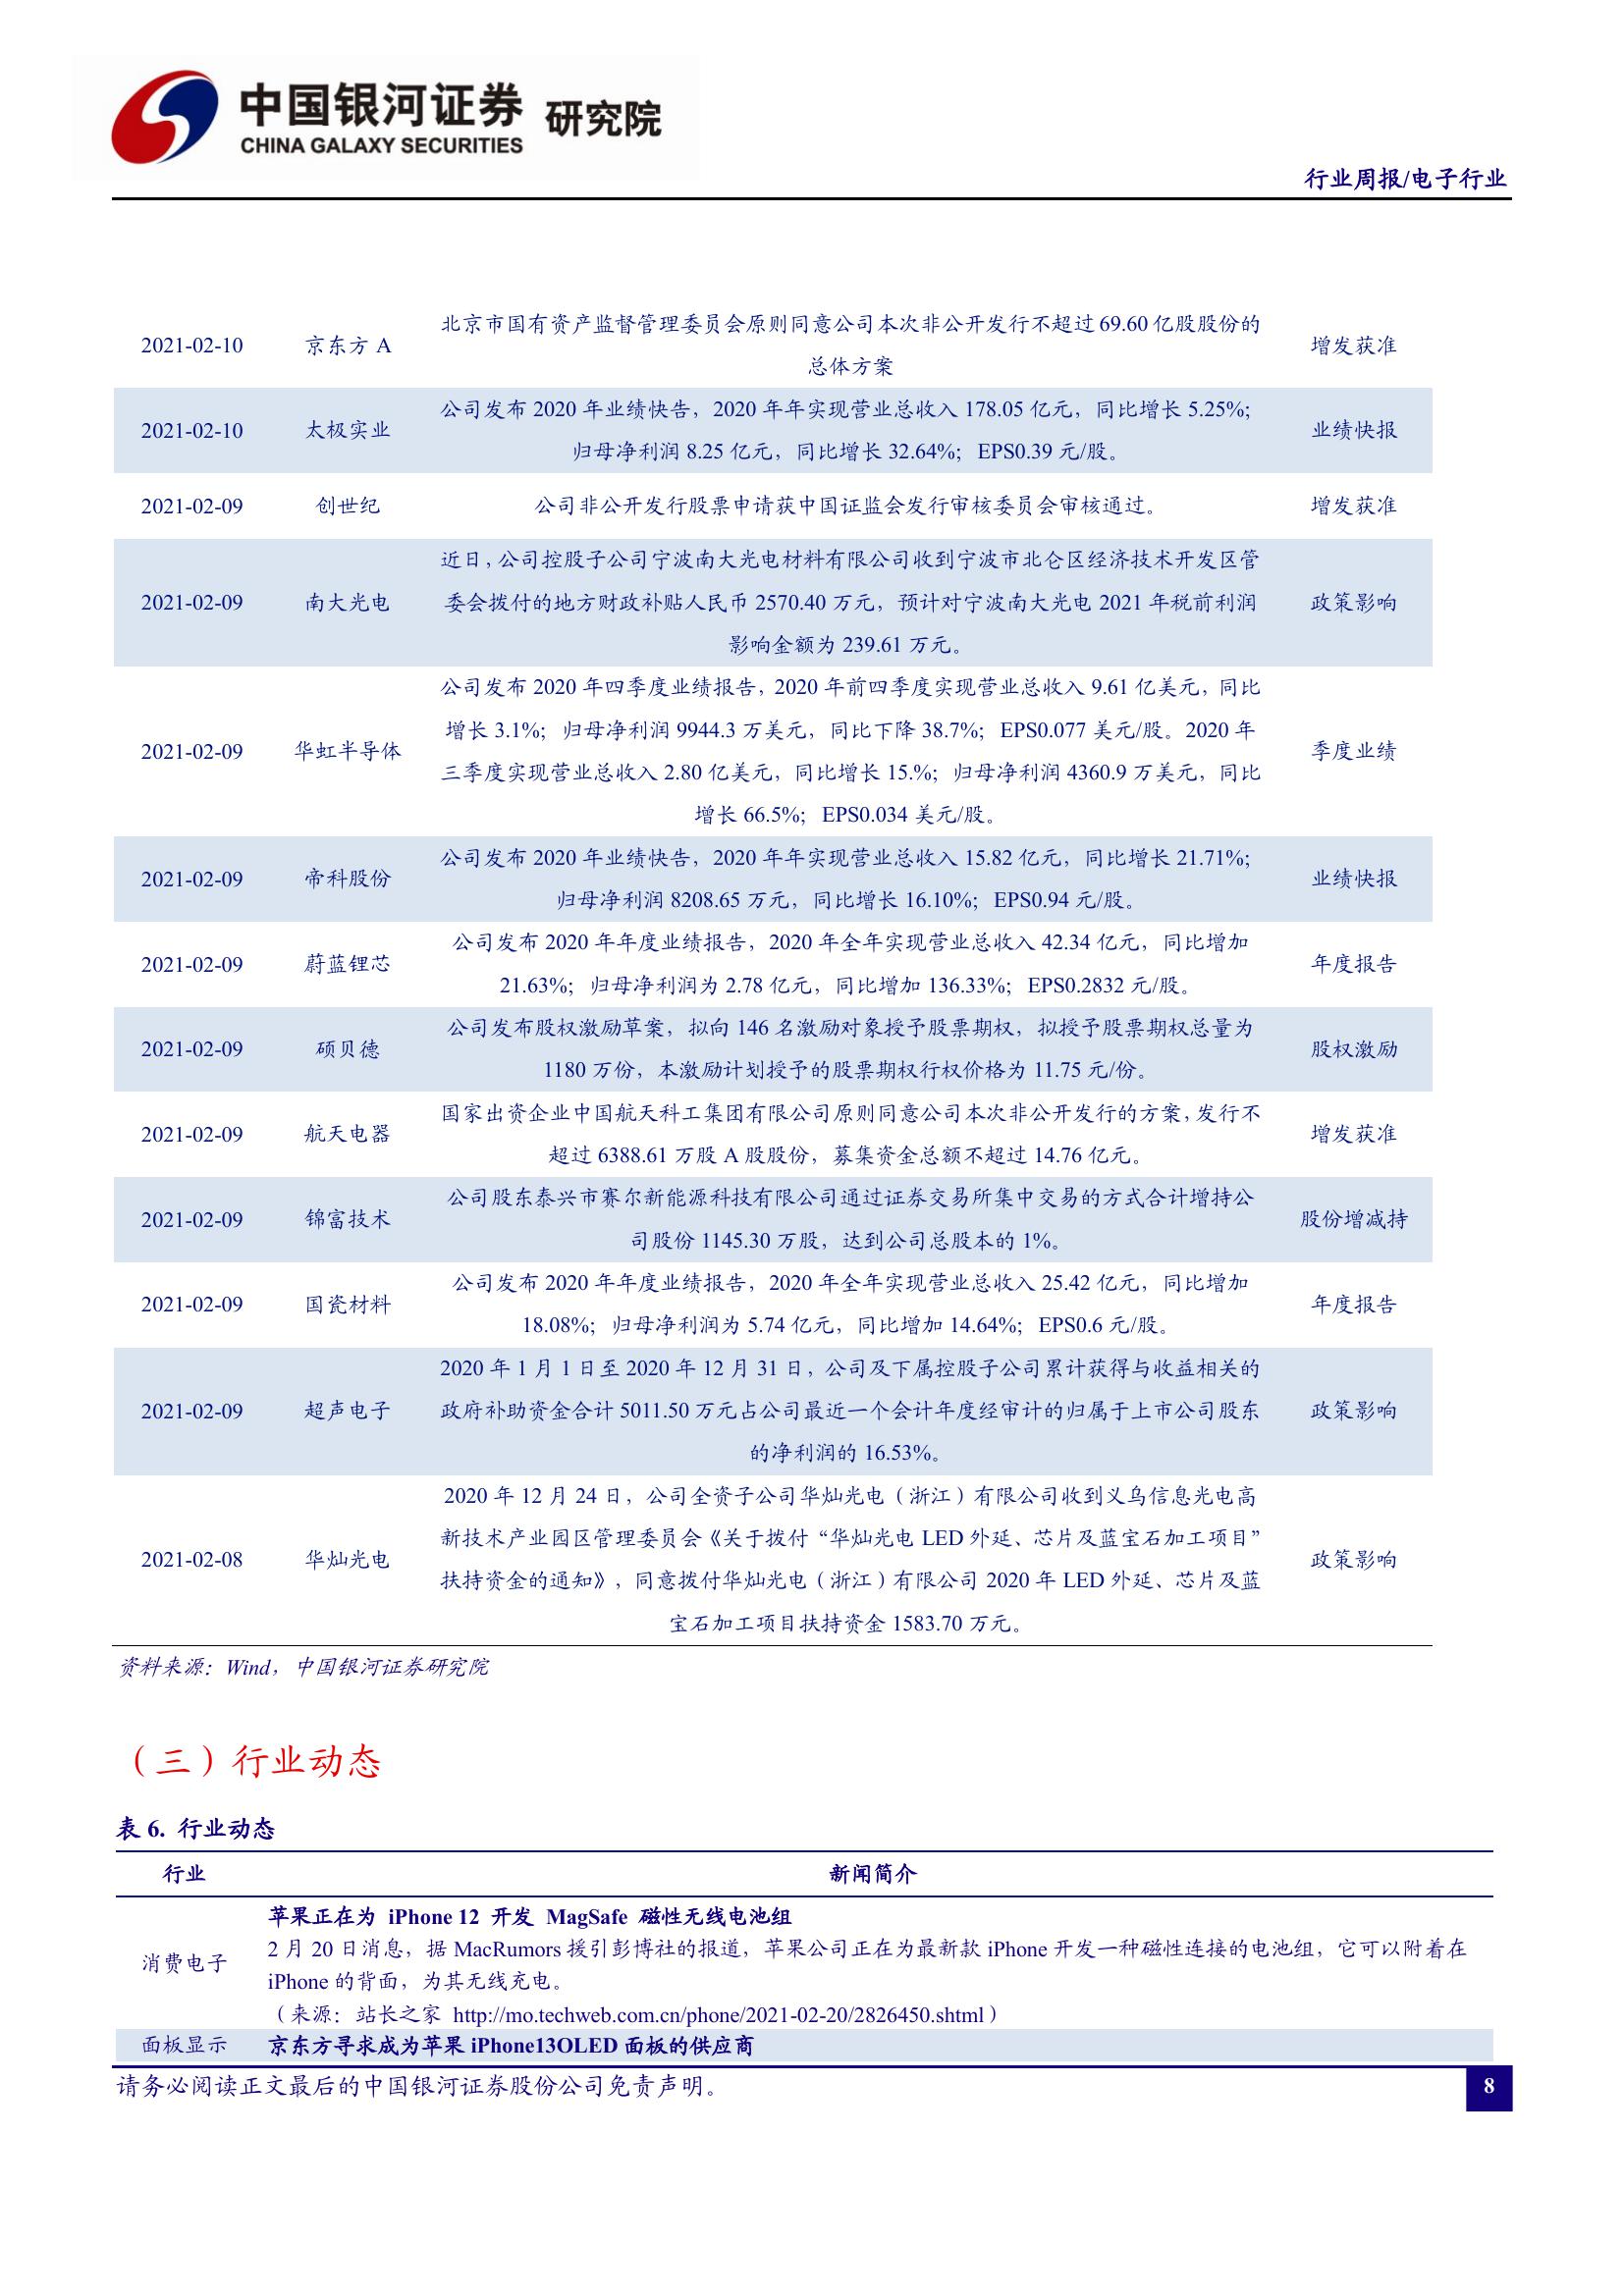 中国银河证券 研究院
CHINA GALAXY SECURITIES
行业周报/电子行业
北京市国有资产监督管理委员会原则同意公司本次非公开发行不超过 69.60 亿股股份的
2021-02-10 京东方 A 增发获准
总体方案
公司发布 2020 年业绩快告，2020 年年实现营业总收入 178.05 亿元，同比增长 5.25%;
2021-02-10 太极实业 业绩快报
归母净利润 8.25 亿元，同比增长 32.64%；EPS0.39 元/股。
2021-02-09 创世纪 公司非公开发行股票申请获中国证监会发行审核委员会审核通过。 增发获准
近日，公司控股子公司宁波南大光电材料有限公司收到宁波市北仑区经济技术开发区管
2021-02-09 南大光电 委会拨付的地方财政补贴人民币 2570.40 万元，预计对宁波南大光电 2021 年税前利润 政策影响
影响金额为 239.61 万元。
公司发布 2020 年四季度业绩报告，2020 年前四季度实现营业总收入 9.61 亿美元，同比
增长 3.1%；归母净利润 9944.3 万美元，同比下降 38.7%；EPS0.077 美元/股。2020 年
2021-02-09 华虹半导体 季度业绩
三季度实现营业总收入 2.80 亿美元，同比增长 15.%；归母净利润 4360.9 万美元，同比
增长 66.5%；EPS0.034 美元/股。
公司发布 2020 年业绩快告，2020 年年实现营业总收入 15.82 亿元，同比增长 21.71%;
2021-02-09 帝科股份 业绩快报
归母净利润 8208.65 万元，同比增长 16.10%；EPS0.94 元/股。
公司发布 2020 年年度业绩报告，2020 年全年实现营业总收入 42.34 亿元，同比增加
2021-02-09 蔚蓝锂芯 年度报告
21.63%；归母净利润为 2.78 亿元，同比增加 136.33%；EPS0.2832 元/股。
公司发布股权激励草案，拟向 146 名激励对象授予股票期权，拟授予股票期权总量为
2021-02-09 硕贝德 股权激励
1180 万份，本激励计划授予的股票期权行权价格为 11.75 元/份。
国家出资企业中国航天科工集团有限公司原则同意公司本次非公开发行的方案，发行不
2021-02-09 航天电器 增发获准
超过 6388.61 万股 A 股股份，募集资金总额不超过 14.76 亿元。
公司股东泰兴市赛尔新能源科技有限公司通过证券交易所集中交易的方式合计增持公
2021-02-09 锦富技术 股份增减持
司股份 1145.30 万股，达到公司总股本的 1%。
公司发布 2020 年年度业绩报告，2020 年全年实现营业总收入 25.42 亿元，同比增加
2021-02-09 国瓷材料 年度报告
18.08%；归母净利润为 5.74 亿元，同比增加 14.64%；EPS0.6 元/股。
2020 年 1 月 1 日至 2020 年 12 月 31 日，公司及下属控股子公司累计获得与收益相关的
2021-02-09 超声电子 政府补助资金合计 5011.50 万元占公司最近一个会计年度经审计的归属于上市公司股东 政策影响
的净利润的 16.53%。
2020 年 12 月 24 日，公司全资子公司华灿光电（浙江）有限公司收到义乌信息光电高
新技术产业园区管理委员会《关于拨付“华灿光电 LED 外延、芯片及蓝宝石加工项目”
2021-02-08 华灿光电 政策影响
扶持资金的通知》，同意拨付华灿光电（浙江）有限公司 2020 年 LED 外延、芯片及蓝
宝石加工项目扶持资金 1583.70 万元。
资料来源：Wind，中国银河证券研究院
（三）行业动态
表 6. 行业动态
行业 新闻简介
苹果正在为 iPhone 12 开发 MagSafe 磁性无线电池组
2 月 20 日消息，据 MacRumors 援引彭博社的报道，苹果公司正在为最新款 iPhone 开发一种磁性连接的电池组，它可以附着在
消费电子
iPhone 的背面，为其无线充电。
（来源：站长之家 http://mo.techweb.com.cn/phone/2021-02-20/2826450.shtml）
面板显示 京东方寻求成为苹果 iPhone13OLED 面板的供应商
请务必阅读正文最后的中国银河证券股份公司免责声明。 8